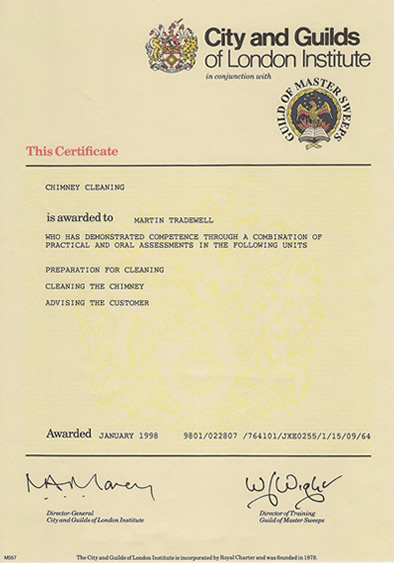 City and Guilds
of London Institute
in conjunction with
GUILD OF MASTER SWEEPS
This Certificate
CHIMNEY CLEANING
is awarded to MARTIN TRADEWELL
WHO HAS DEMONSTRATED COMPETENCE THROUGH A COMBINATION OF
PRACTICAL AND ORAL ASSESSMENTS IN THE FOLLOWING UNITS
PREPARATION FOR CLEANING
CLEANING THE CHIMNEY
ADVISING THE CUSTOMER
Awarded JANUARY 1998 9801/022807 /764101/JXE0255/1/15/09/64
Director-General
City and Guilds of London Institute
Director of Training
Guild of Master Sweeps
M557 The City and Guilds of London Institute is incorporated by Royal Charter and was founded in 1878.